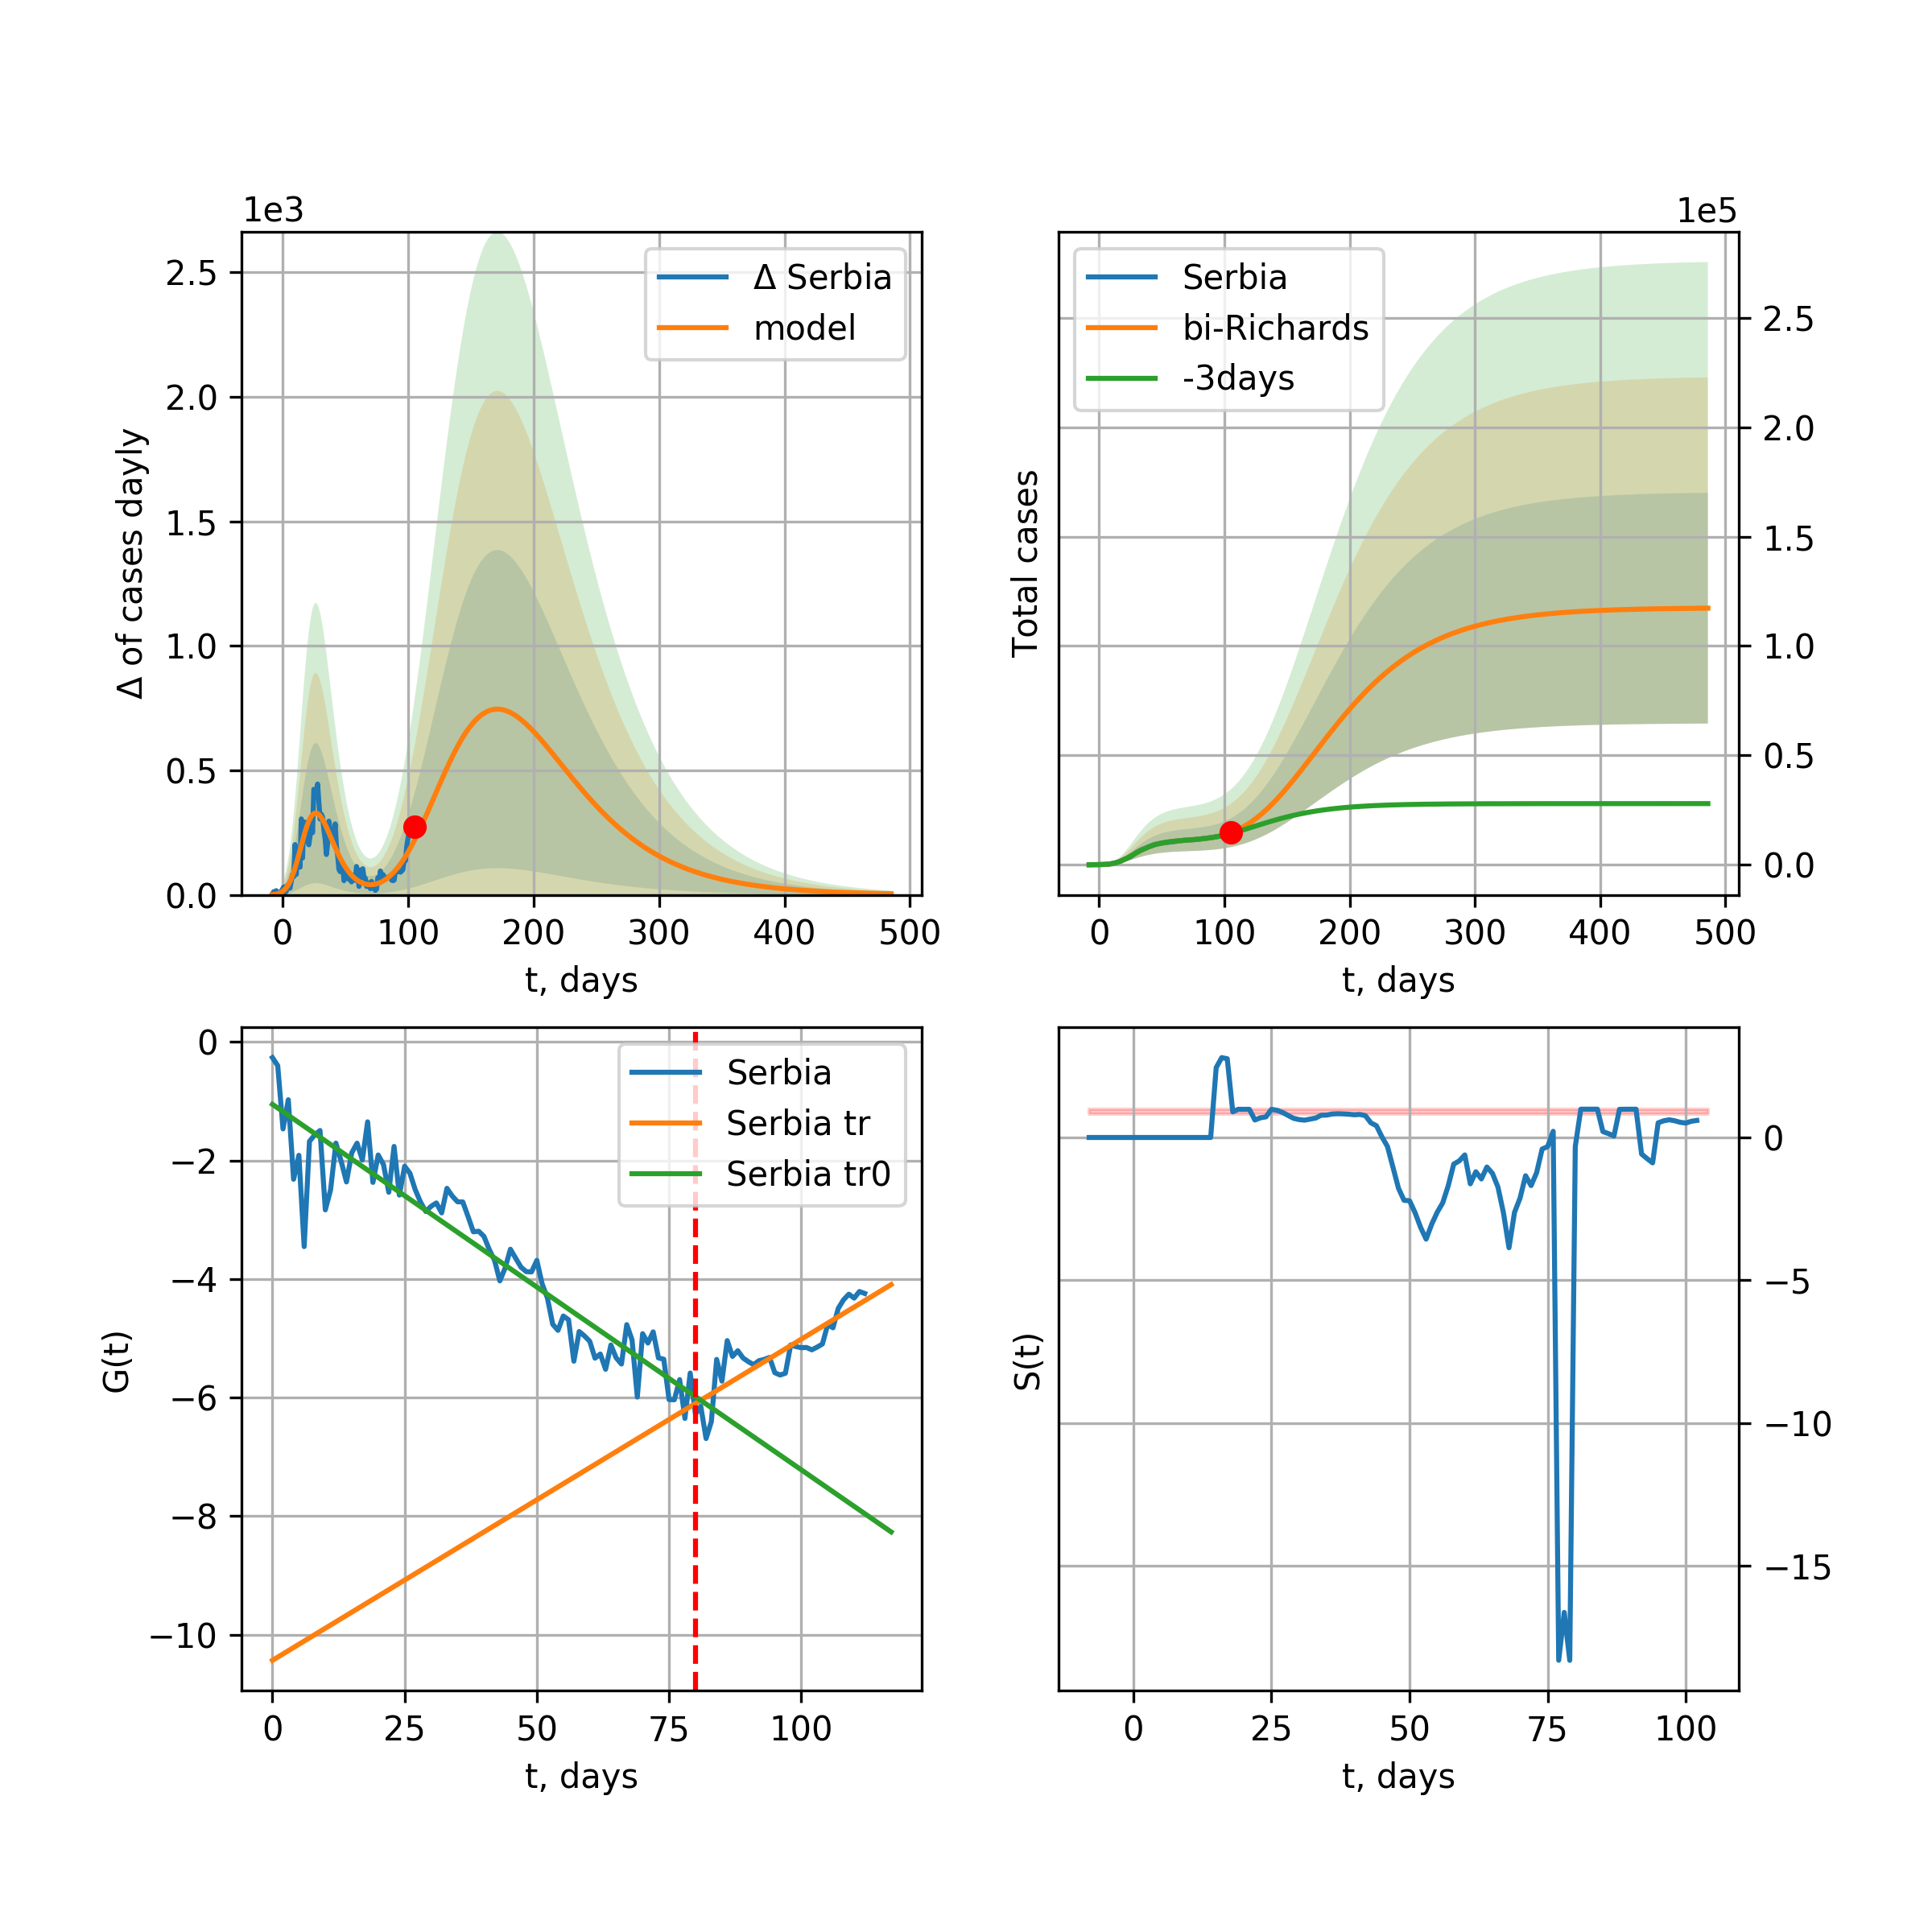 1e3
2.5
2.0
1.5
1.0
0.5
0.0
Δ of cases dayly
Δ Serbia
model
0 100 200 300 400 500
t, days
1e5
Total cases
Serbia
bi-Richards
-3days
2.5
2.0
1.5
1.0
0.5
0.0
0 100 200 300 400 500
t, days
0
−2
−4
−6
−8
−10
G(t)
Serbia
Serbia tr
Serbia tr0
0 25 50 75 100
t, days
S(t)
0
−5
−10
−15
0 25 50 75 100
t, days